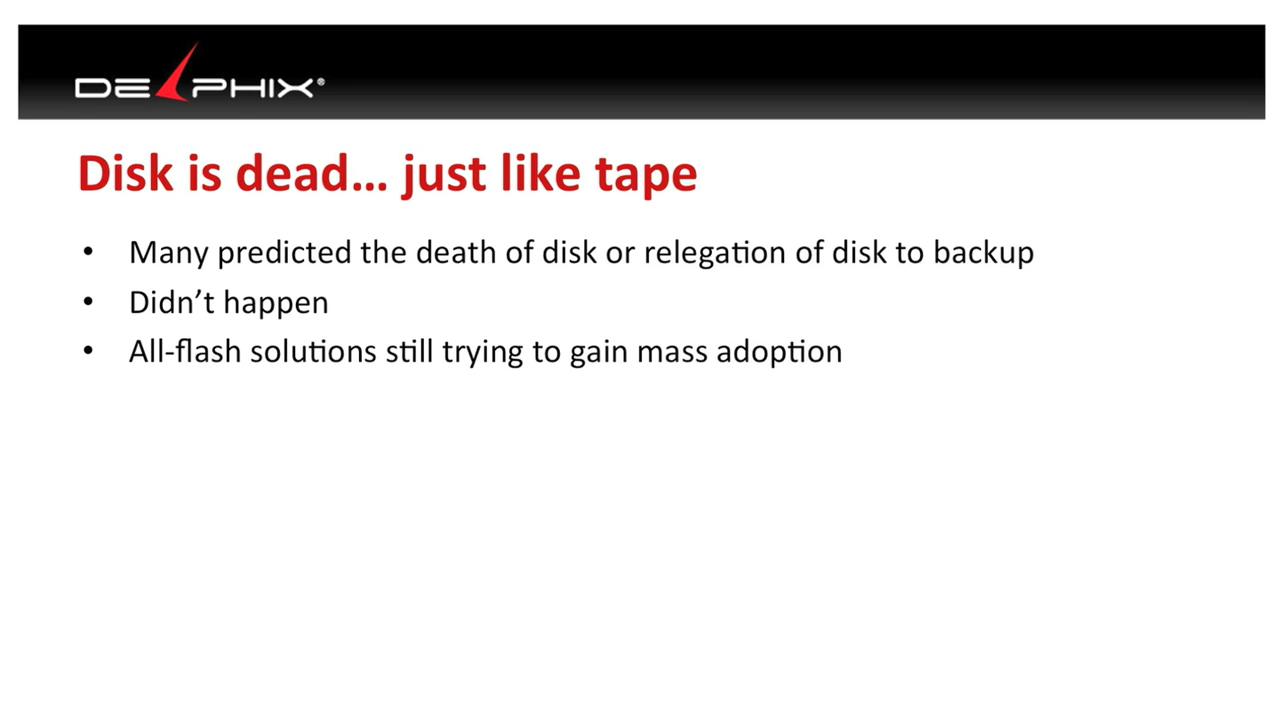 DELPHIX®
Disk is dead… just like tape
• Many predicted the death of disk or relegation of disk to backup
• Didn’t happen
• All-flash solutions still trying to gain mass adoption